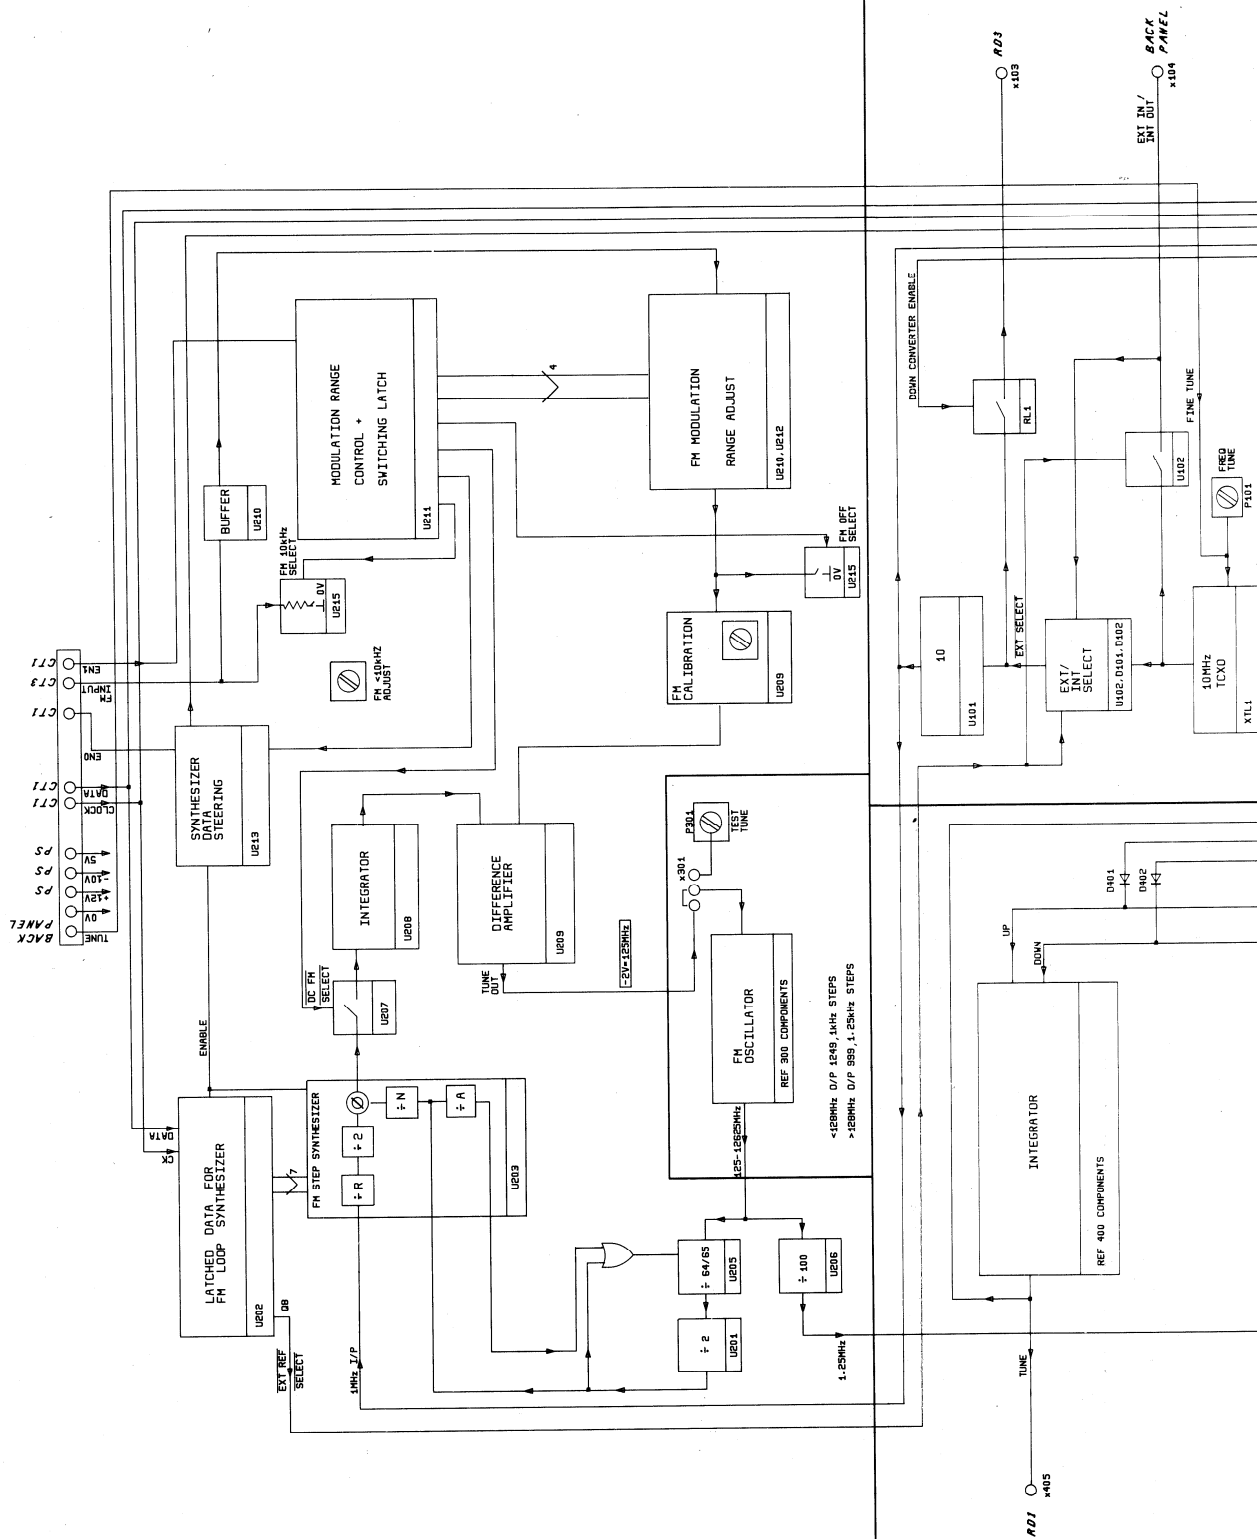 BACK
PANEL
TUNE
0V
+12V
-10V
5V
PS
PS
PS
CLOCK
DATA
CT1
CT1
EN0
CT1
FM
INPUT
CT3
EN1
CT1
LATCHED DATA FOR
FM LOOP SYNTHESIZER
U202
DATA
CK
Q8
EXT REF
SELECT
ENABLE
7
SYNTHESIZER
DATA
STEERING
U213
BUFFER
U210
FM 10kHz
SELECT
0V
U215
FM <10kHZ
ADJUST
MODULATION RANGE
CONTROL +
SWITCHING LATCH
U211
4
FM STEP SYNTHESIZER
÷R
÷2
Ø
÷N
÷A
U203
1MHz I/P
DC FM
SELECT
U207
INTEGRATOR
U208
DIFFERENCE
AMPLIFIER
U209
TUNE
OUT
-2V=125MHz
FM MODULATION
RANGE ADJUST
U210,U212
FM OFF
SELECT
0V
U215
FM
CALIBRATION
U209
P301
TEST
TUNE
x301
FM
OSCILLATOR
REF 300 COMPONENTS
<128MHz O/P 1249,1kHz STEPS
>128MHz O/P 999,1.25kHz STEPS
125-12625MHz
÷ 64/65
U205
÷ 2
U201
÷ 100
U206
1.25MHz
RD3
x103
BACK
PANEL
x104
EXT IN/
INT OUT
DOWN CONVERTER ENABLE
RL1
FINE TUNE
U102
FREQ
TUNE
P101
10
U101
EXT SELECT
EXT/
INT
SELECT
U102,D101,D102
10MHz
TCXO
XTL1
D401
D402
UP
DOWN
INTEGRATOR
REF 400 COMPONENTS
TUNE
RD1
x405